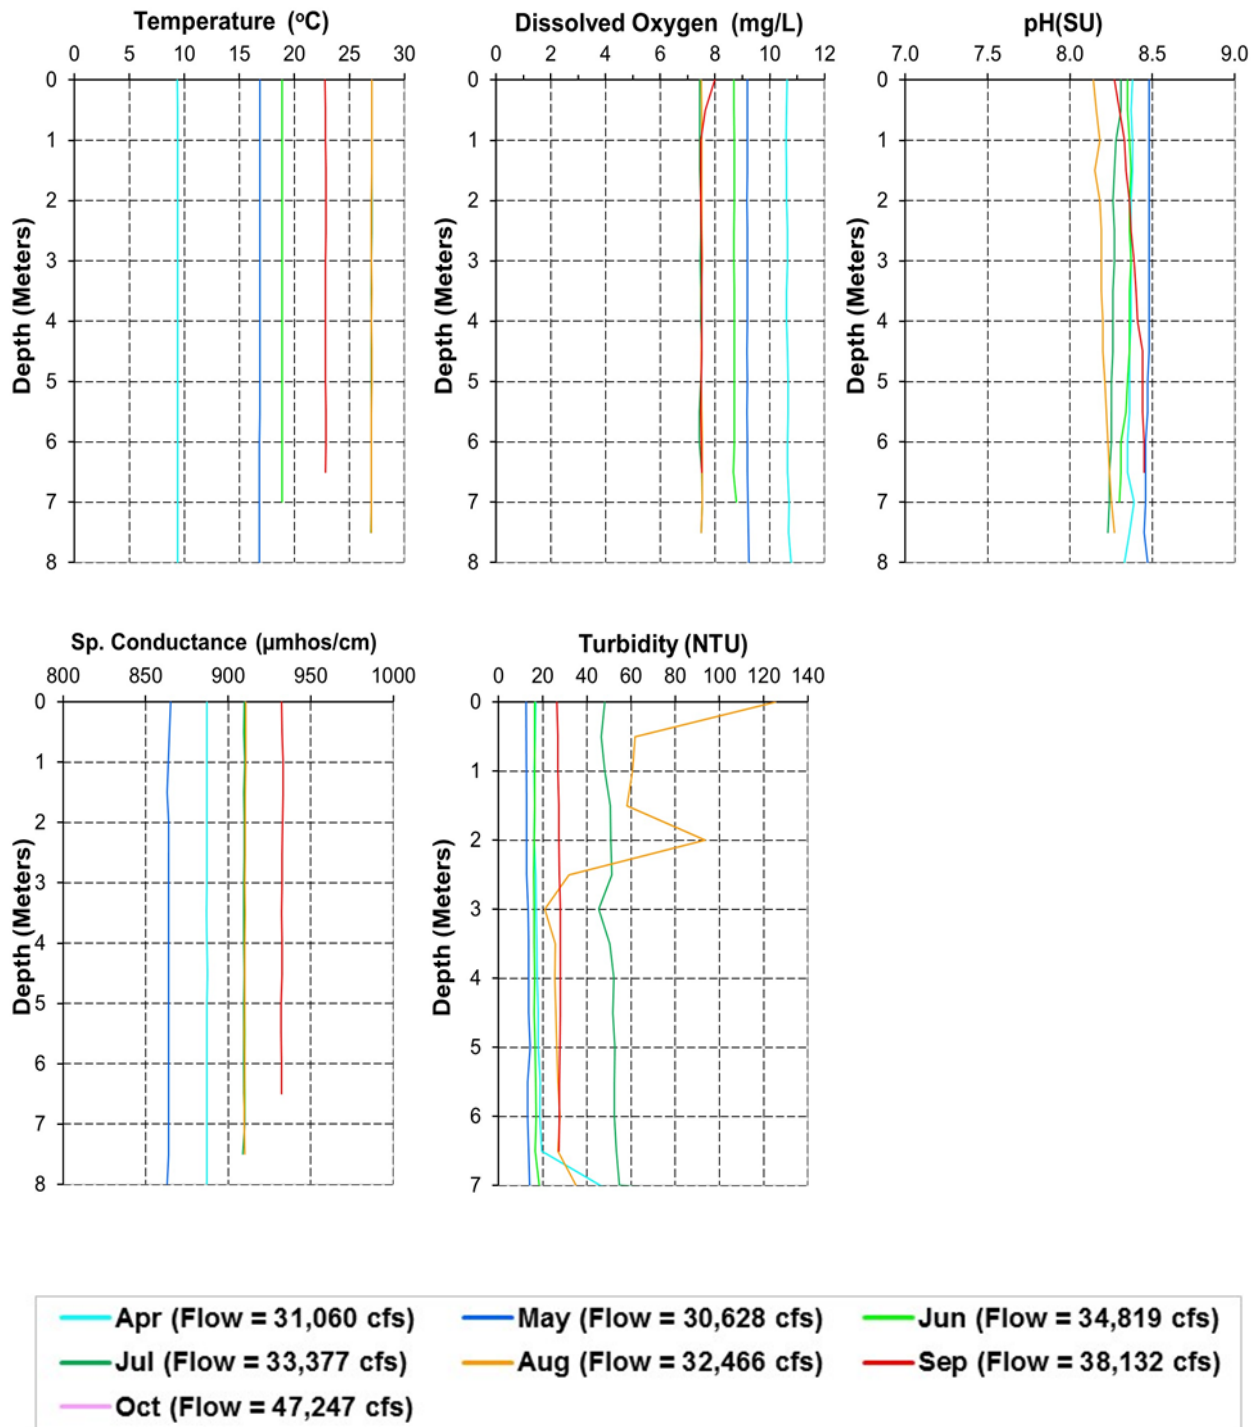 Temperature (ºC)
0 5 10 15 20 25 30
0
1
2
3
4
5
6
7
8
Depth (Meters)
Dissolved Oxygen (mg/L)
0 2 4 6 8 10 12
0
1
2
3
4
5
6
7
8
Depth (Meters)
pH(SU)
7.0 7.5 8.0 8.5 9.0
0
1
2
3
4
5
6
7
8
Depth (Meters)
Sp. Conductance (µmhos/cm)
800 850 900 950 1000
0
1
2
3
4
5
6
7
8
Depth (Meters)
Turbidity (NTU)
0 20 40 60 80 100 120 140
0
1
2
3
4
5
6
7
Depth (Meters)
Apr (Flow = 31,060 cfs) May (Flow = 30,628 cfs) Jun (Flow = 34,819 cfs)
Jul (Flow = 33,377 cfs) Aug (Flow = 32,466 cfs) Sep (Flow = 38,132 cfs)
Oct (Flow = 47,247 cfs)